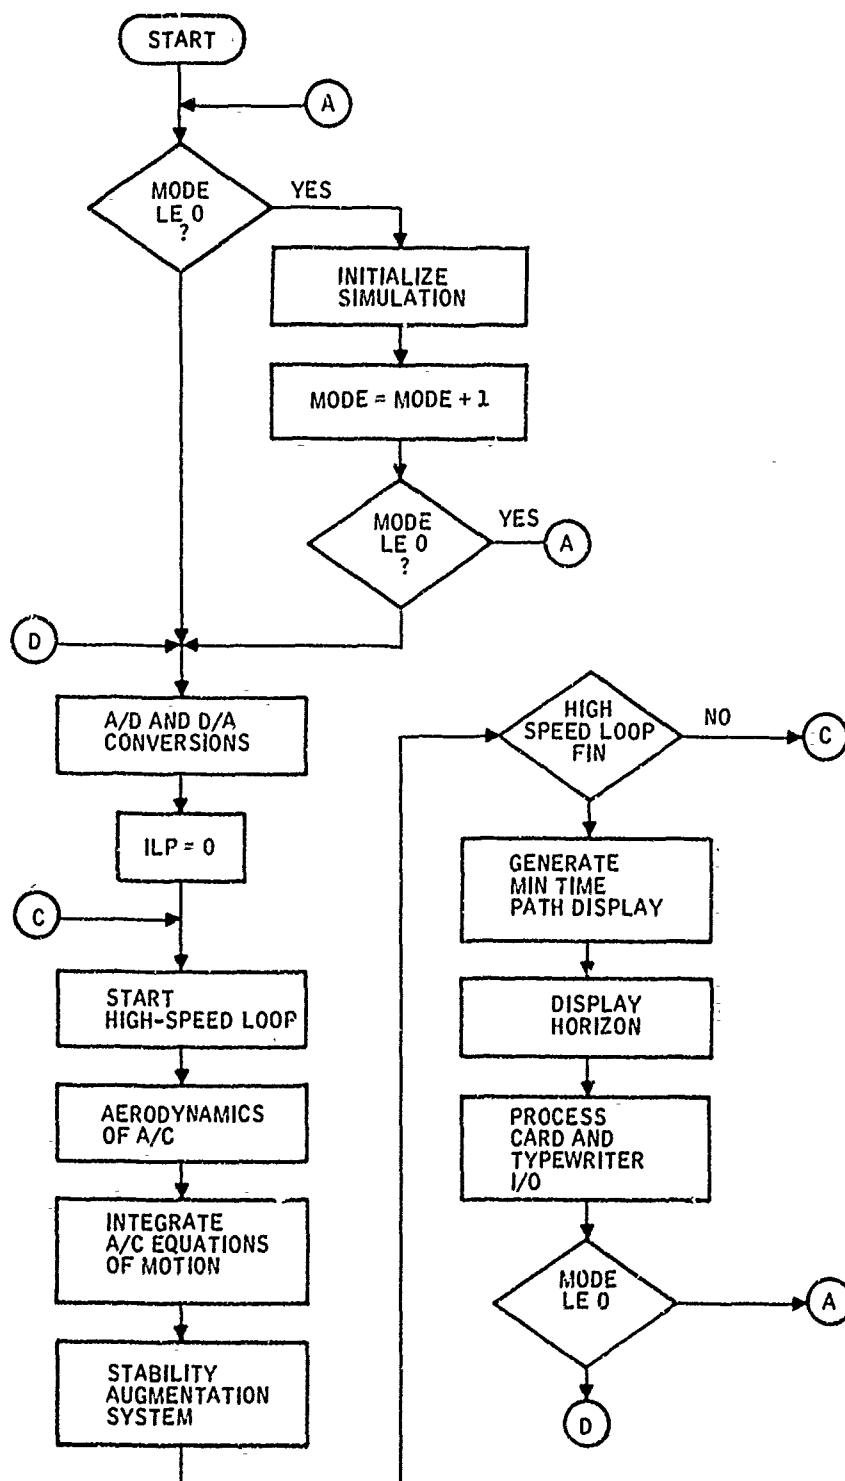 START
A
MODE
LE 0
?
YES
INITIALIZE
SIMULATION
MODE = MODE + 1
MODE
LE 0
?
YES
A
D
A/D AND D/A
CONVERSIONS
ILP = 0
C
START
HIGH-SPEED LOOP
AERODYNAMICS
OF A/C
INTEGRATE
A/C EQUATIONS
OF MOTION
STABILITY
AUGMENTATION
SYSTEM
HIGH
SPEED LOOP
FIN
NO
C
GENERATE
MIN TIME
PATH DISPLAY
DISPLAY
HORIZON
PROCESS
CARD AND
TYPEWRITER
I/O
MODE
LE 0
A
D